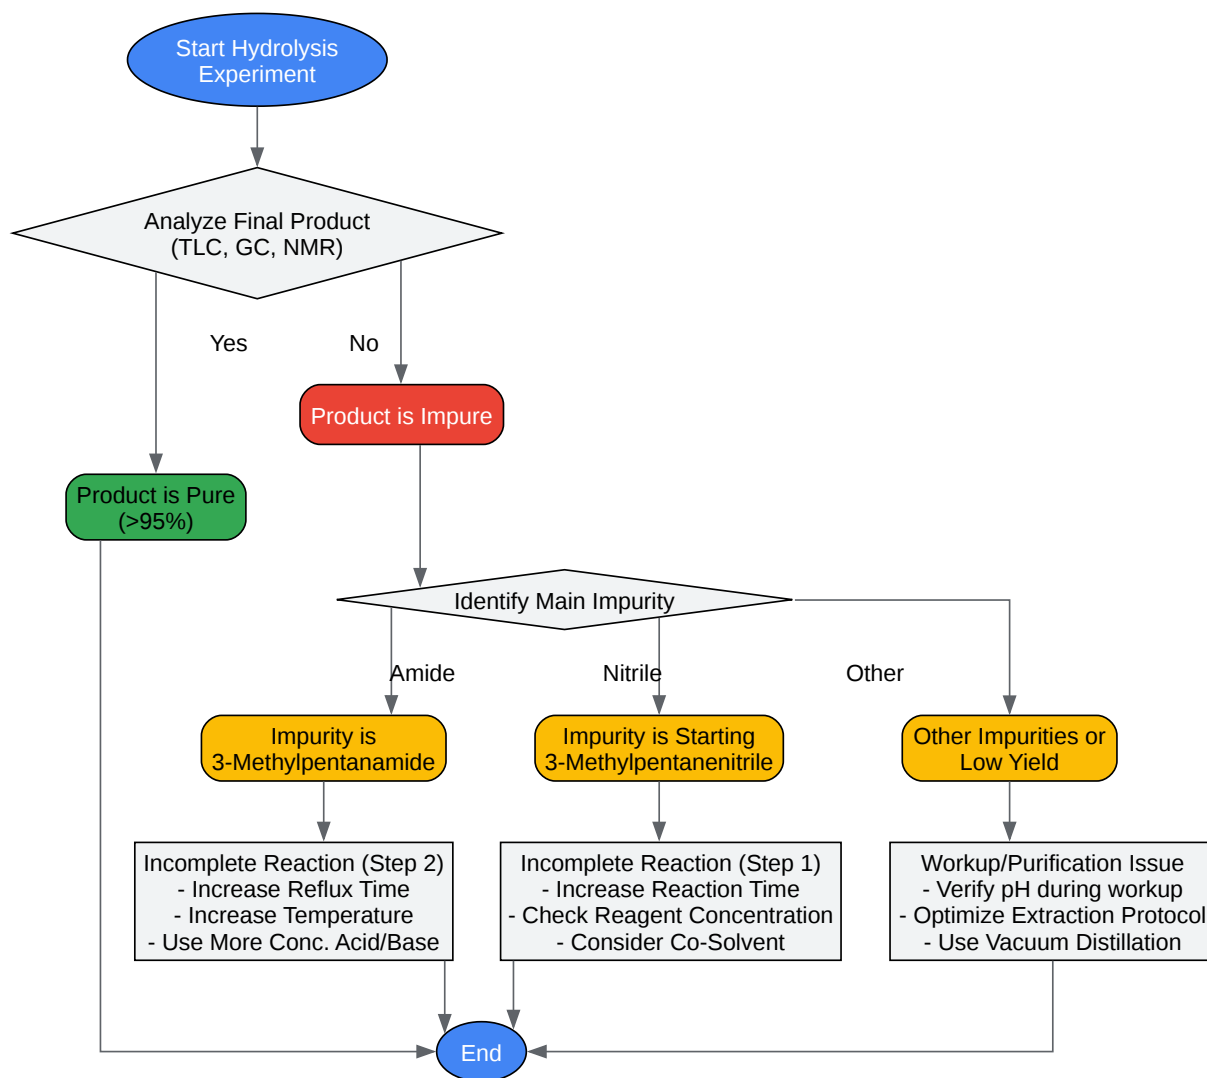 Start Hydrolysis
Experiment
Analyze Final Product
(TLC, GC, NMR)
Yes
No
Product is Impure
Product is Pure
(>95%)
Identify Main Impurity
Amide
Nitrile
Other
Impurity is
3-Methylpentanamide
Impurity is Starting
3-Methylpentanenitrile
Other Impurities or
Low Yield
Incomplete Reaction (Step 2)
- Increase Reflux Time
- Increase Temperature
- Use More Conc. Acid/Base
Incomplete Reaction (Step 1)
- Increase Reaction Time
- Check Reagent Concentration
- Consider Co-Solvent
Workup/Purification Issue
- Verify pH during workup
- Optimize Extraction Protocol
- Use Vacuum Distillation
End